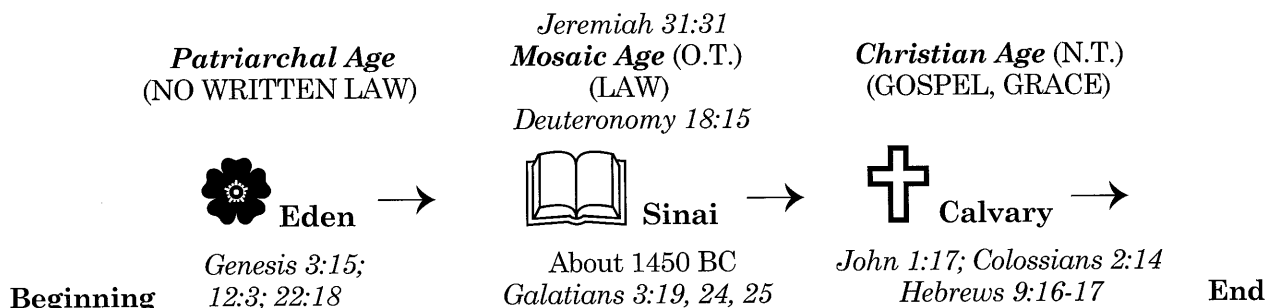 Patriarchal Age
(NO WRITTEN LAW)
Eden
Genesis 3:15;
12:3; 22:18
Beginning
Jeremiah 31:31
Mosaic Age (O.T.)
(LAW)
Deuteronomy 18:15
Sinai
About 1450 BC
Galatians 3:19, 24, 25
Christian Age (N.T.)
(GOSPEL, GRACE)
Calvary
John 1:17; Colossians 2:14
Hebrews 9:16-17
End